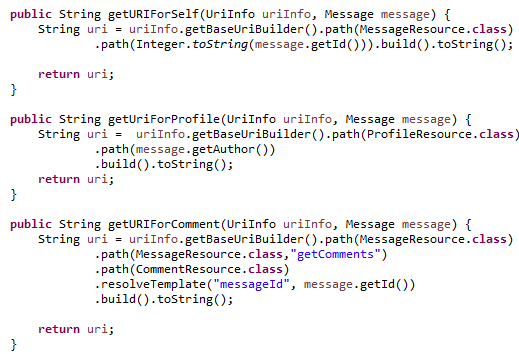 public String getURIForSelf(UriInfo uriInfo, Message message) {
    String uri = uriInfo.getBaseUriBuilder().path(MessageResource.class)
            .path(Integer.toString(message.getId())).build().toString();

    return uri;
}

public String getUriForProfile(UriInfo uriInfo, Message message) {
    String uri =  uriInfo.getBaseUriBuilder().path(ProfileResource.class)
            .path(message.getAuthor())
            .build().toString();
    return uri;
}

public String getURIForComment(UriInfo uriInfo, Message message) {
    String uri = uriInfo.getBaseUriBuilder().path(MessageResource.class)
            .path(MessageResource.class,"getComments")
            .path(CommentResource.class)
            .resolveTemplate("messageId", message.getId())
            .build().toString();

    return uri;
}